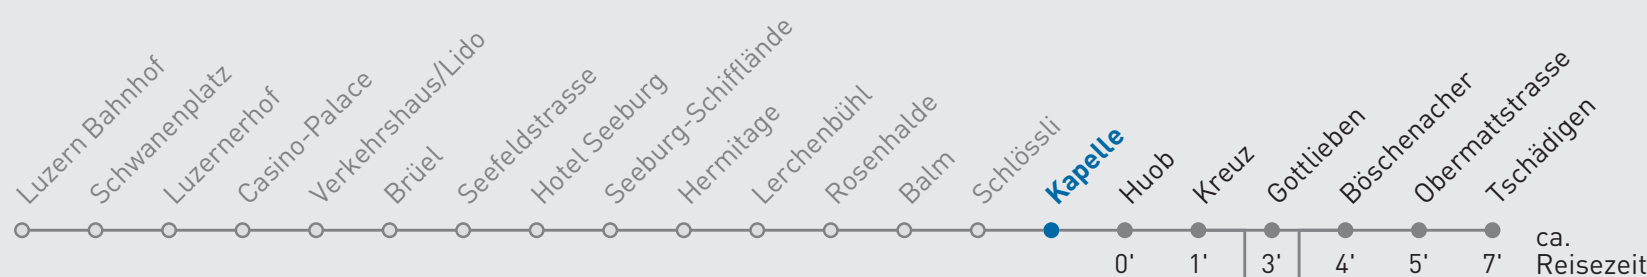 Luzern Bahnhof
Schwanenplatz
Luzernerhof
Casino-Palace
Verkehrshaus/Lido
Brüel
Seefeldstrasse
Hotel Seeburg
Seeburg-Schifflände
Hermitage
Lerchenbühl
Rosenhalde
Balm
Schlössli
Kapelle
Huob
Kreuz
Gottlieben
Böschenacher
Obermattstrasse
Tschädigen
0' 1' 3' 4' 5' 7'
ca.
Reisezeit